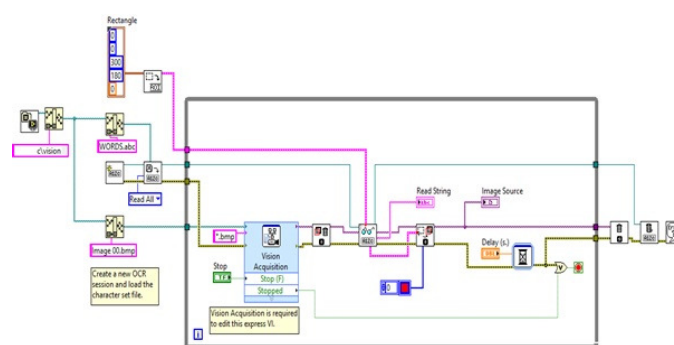 Rectangle
0
0
300
180
0
c\vision
WORDS.abc
Read All
Image 00.bmp
Create a new OCR
session and load the
character set file.
*.bmp
Stop
TF
Vision
Acquisition
Stop (F)
Stopped
Vision Acquisition is required
to edit this express VI.
Read String
abc
Image Source
Delay (s.)
0
i